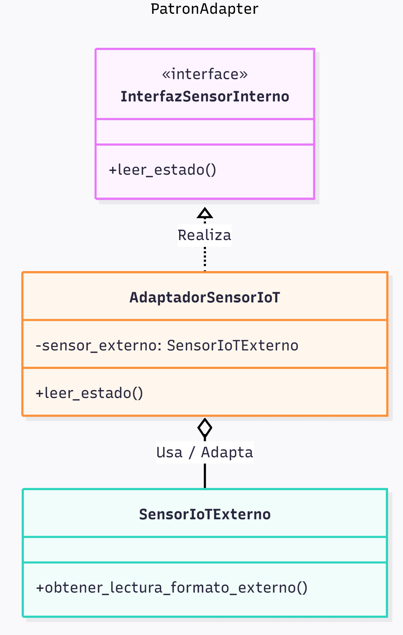 PatronAdapter
«interface»
InterfazSensorInterno
+leer_estado()
Realiza
AdaptadorSensorIoT
-sensor_externo: SensorIoTExterno
+leer_estado()
Usa / Adapta
SensorIoTExterno
+obtener_lectura_formato_externo()